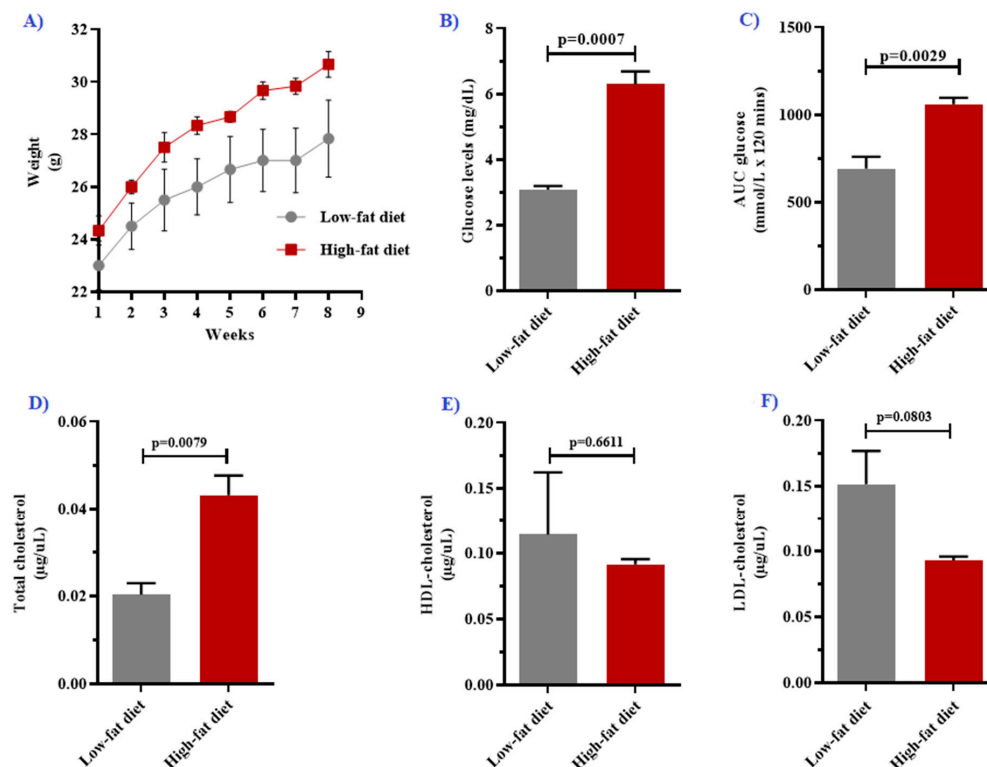 A)
32
30
28
26
24
22
Weight
(g)
Low-fat diet
High-fat diet
1 2 3 4 5 6 7 8 9
Weeks
B)
8
6
4
2
0
Glucose levels (mg/dL)
p=0.0007
Low-fat diet
High-fat diet
C)
1500
1000
500
0
AUC glucose
(mmol/L x 120 mins)
p=0.0029
Low-fat diet
High-fat diet
D)
0.06
0.04
0.02
0.00
Total cholesterol
(µg/uL)
p=0.0079
Low-fat diet
High-fat diet
E)
0.20
0.15
0.10
0.05
0.00
HDL-cholesterol
(µg/uL)
p=0.6611
Low-fat diet
High-fat diet
F)
0.20
0.15
0.10
0.05
0.00
LDL-cholesterol
(µg/uL)
p=0.0803
Low-fat diet
High-fat diet